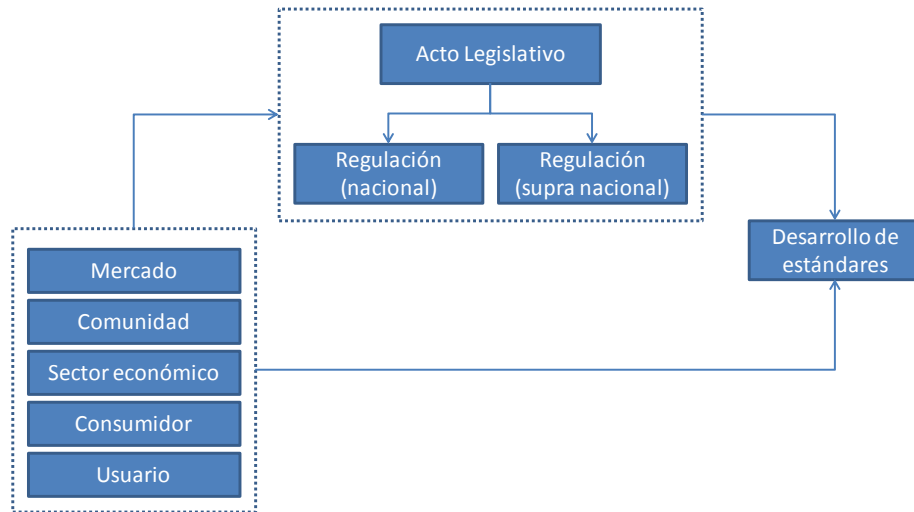 Acto Legislativo
Regulación
(nacional)
Regulación
(supra nacional)
Desarrollo de
estándares
Mercado
Comunidad
Sector económico
Consumidor
Usuario